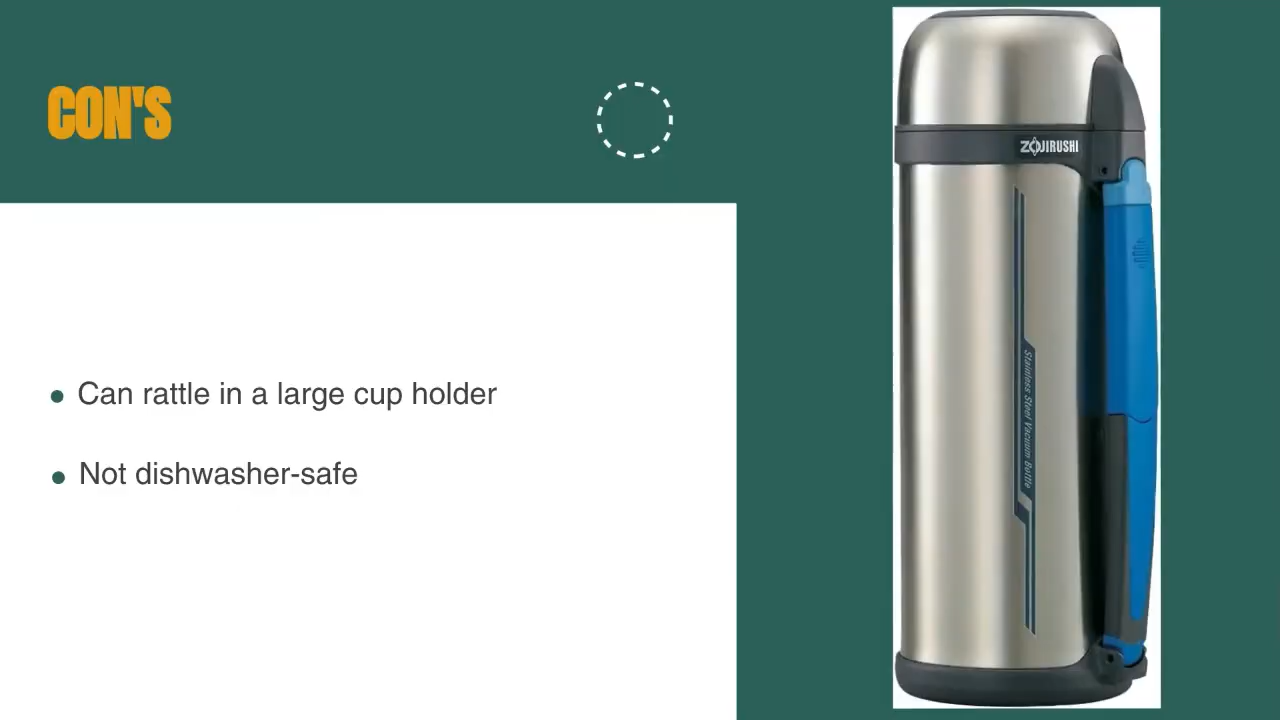 CON'S
ZOJIRUSHI
Can rattle in a large cup holder
Not dishwasher-safe
Stainless Steel Vacuum Bottle